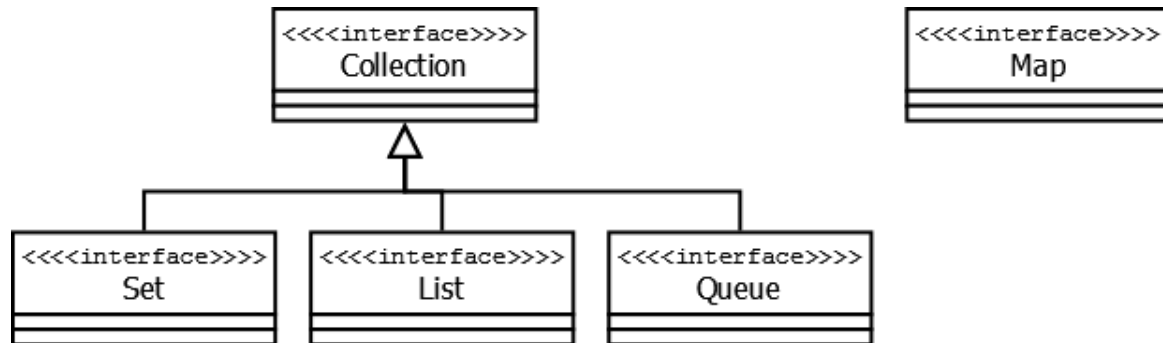 <<<<interface>>>>
Collection
<<<<interface>>>>
Map
<<<<interface>>>>
Set
<<<<interface>>>>
List
<<<<interface>>>>
Queue